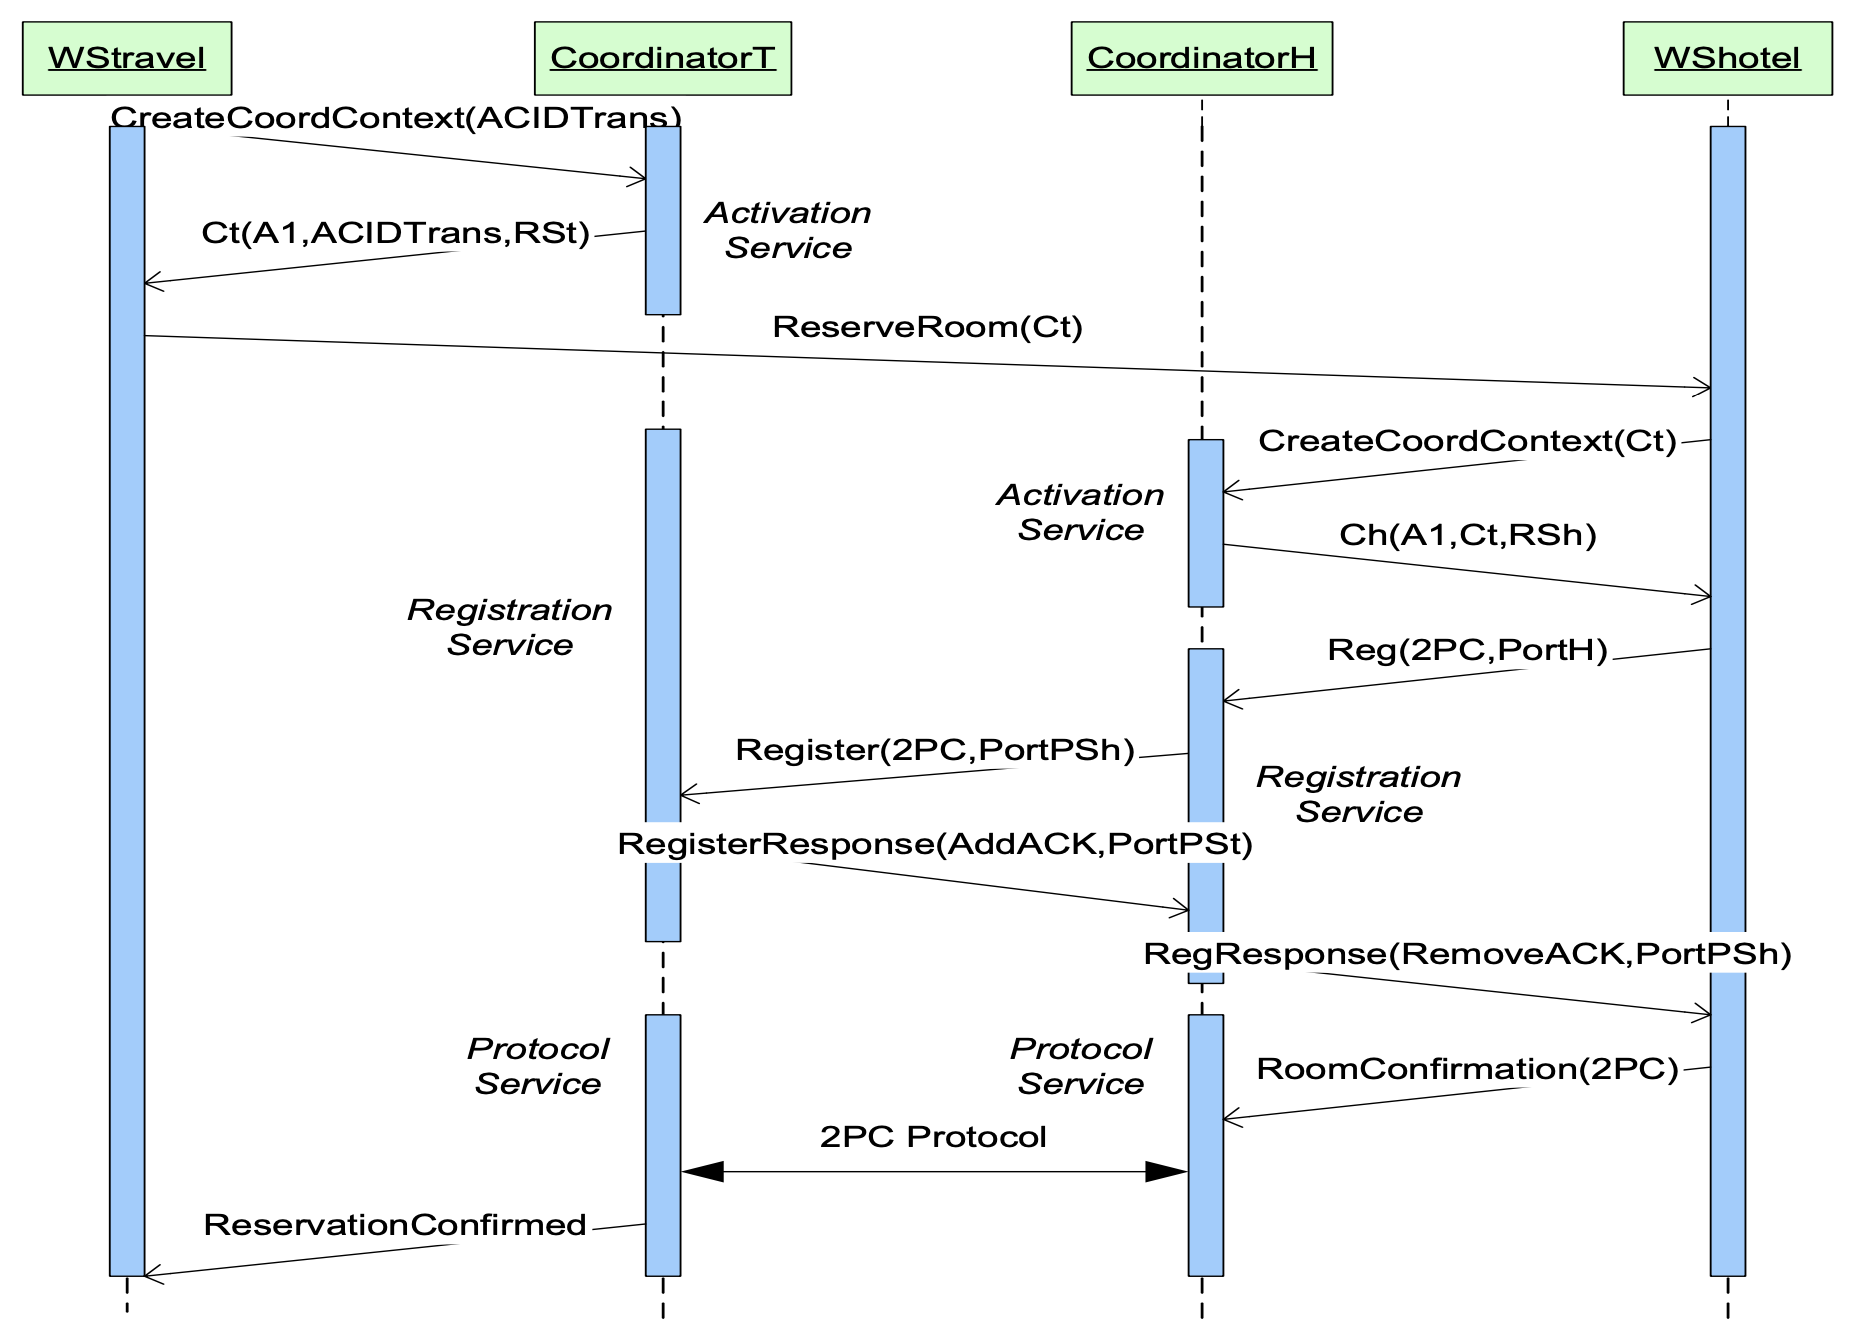 WStravel
CoordinatorT
CoordinatorH
WShotel
CreateCoordContext(ACIDTrans)
Activation
Service
Ct(A1,ACIDTrans,RSt)
ReserveRoom(Ct)
CreateCoordContext(Ct)
Activation
Service
Ch(A1,Ct,RSh)
Registration
Service
Reg(2PC,PortH)
Register(2PC,PortPSh)
Registration
Service
RegisterResponse(AddACK,PortPSt)
RegResponse(RemoveACK,PortPSh)
Protocol
Service
Protocol
Service
RoomConfirmation(2PC)
2PC Protocol
ReservationConfirmed